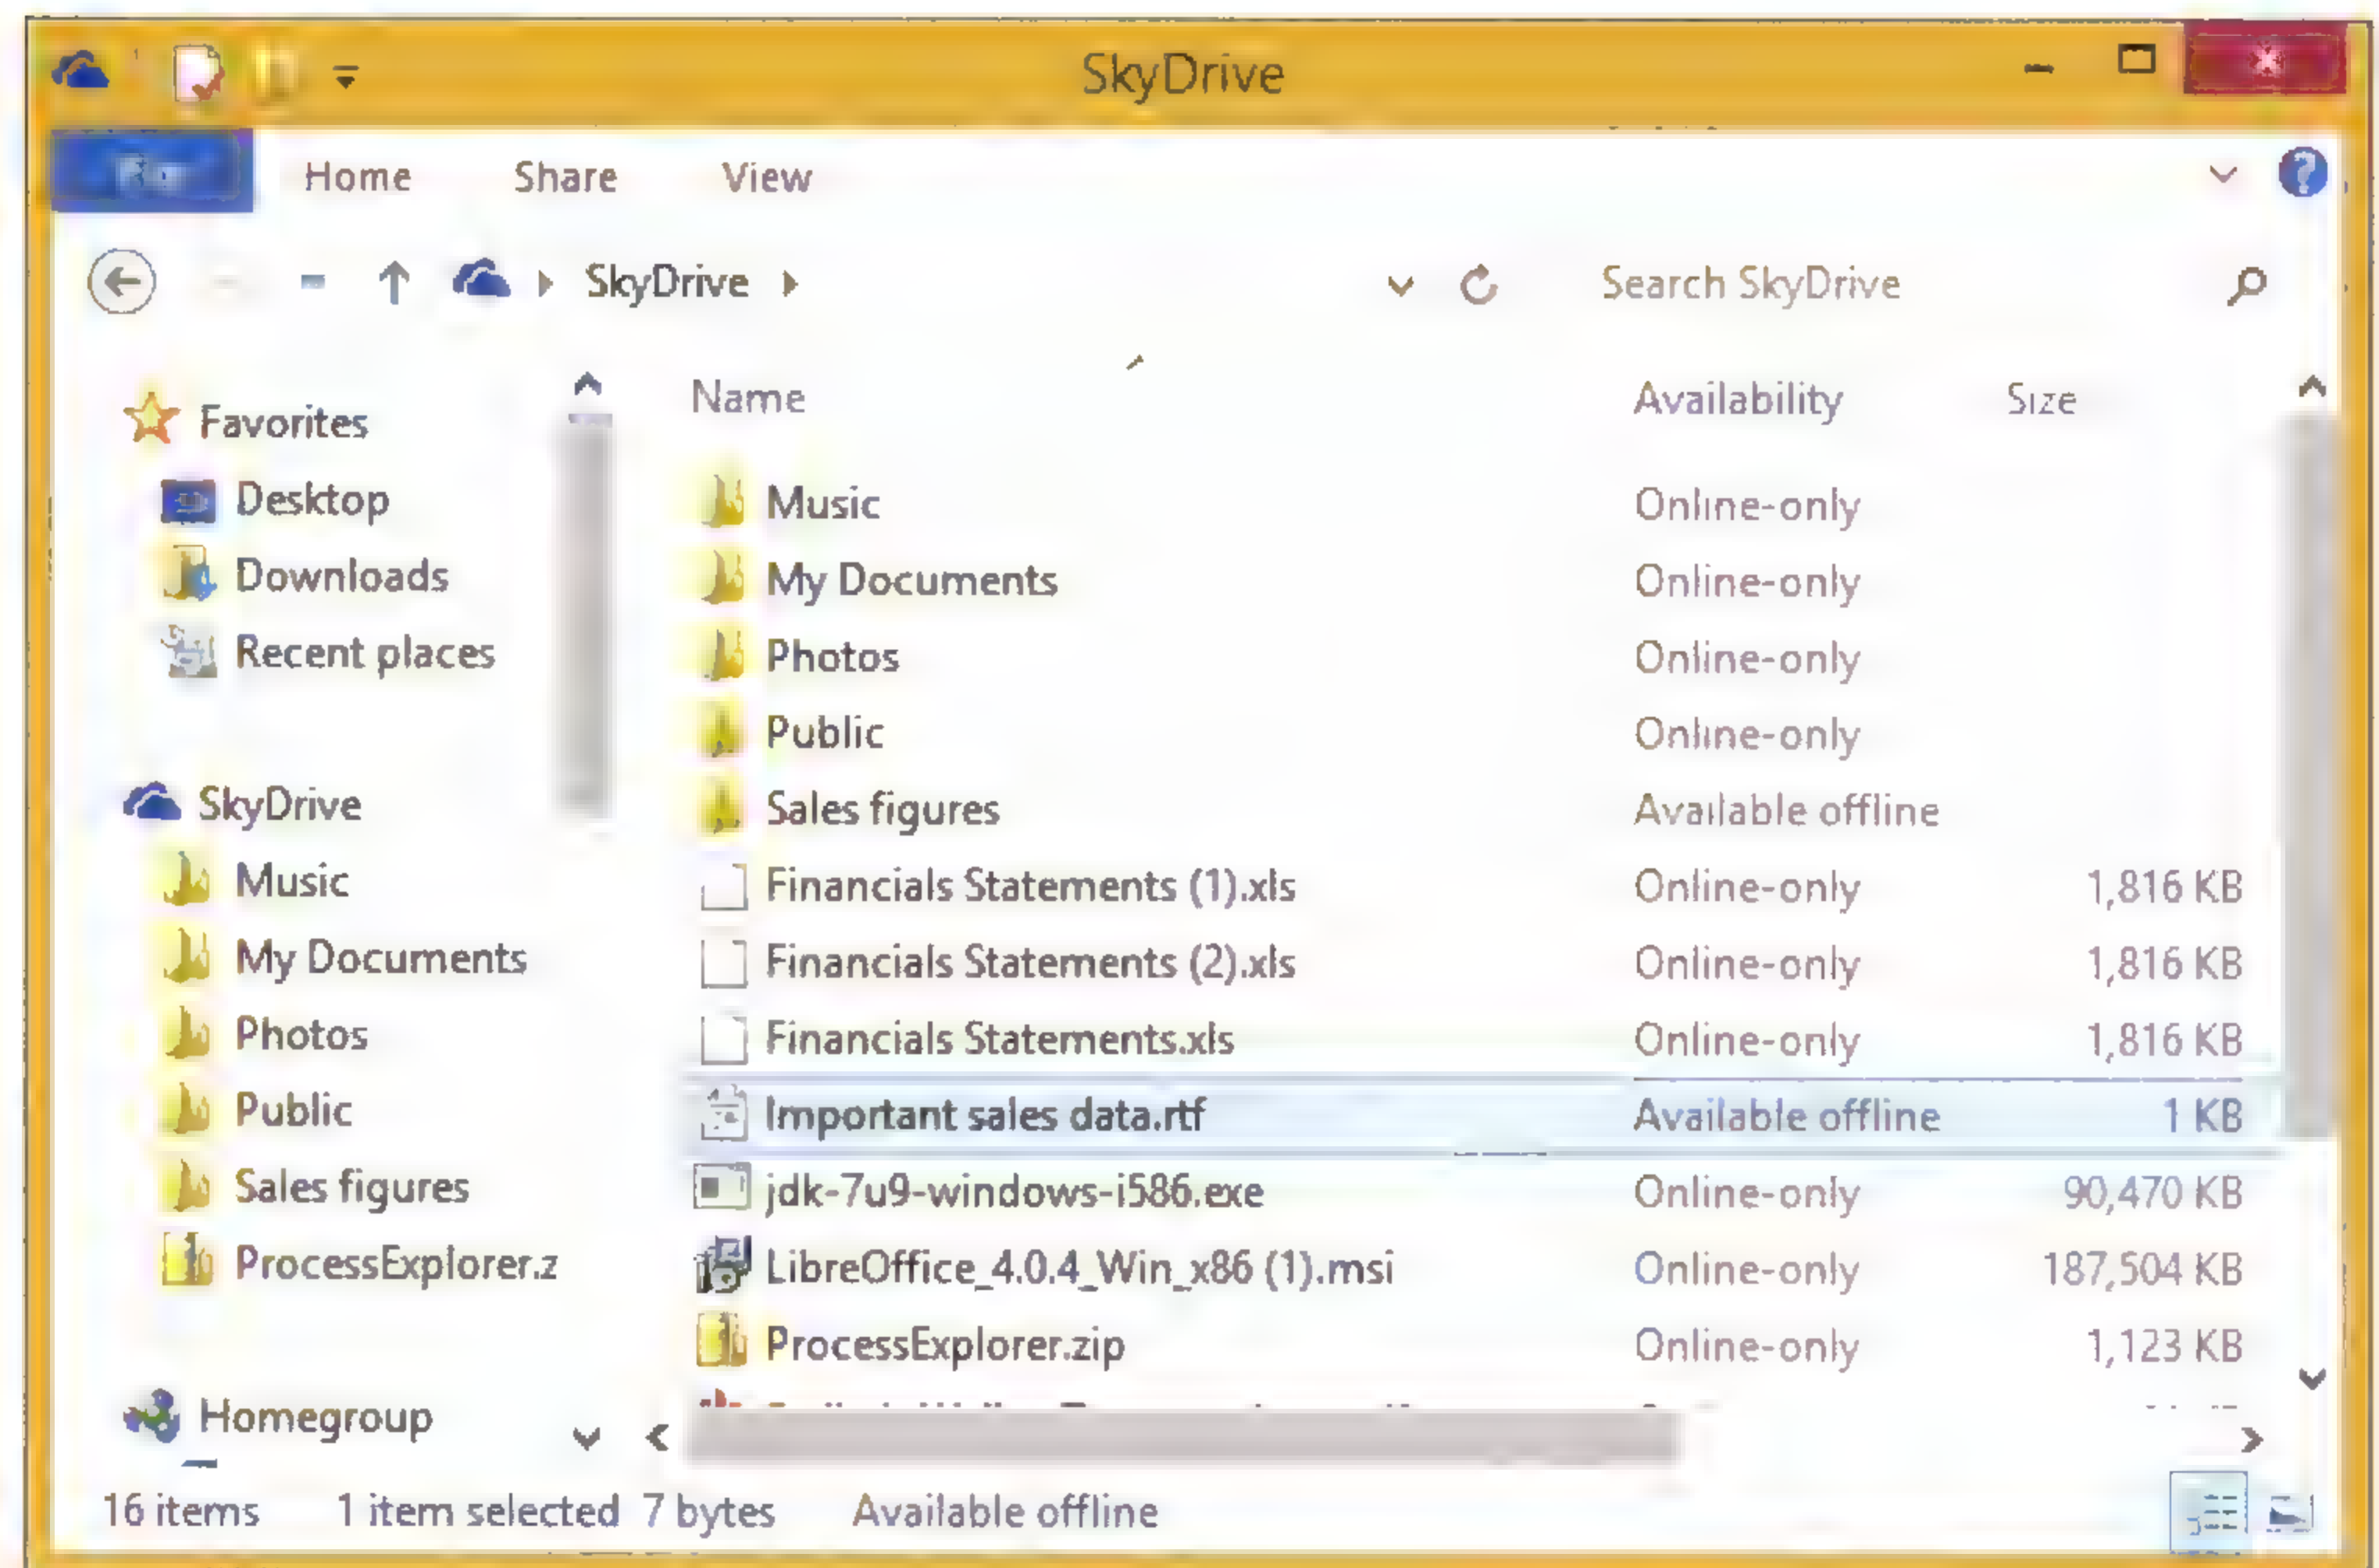 SkyDrive
Home Share View
SkyDrive Search SkyDrive
Favorites
Desktop
Downloads
Recent places
SkyDrive
Music
My Documents
Photos
Public
Sales figures
ProcessExplorer.z
Homegroup
Name Availability Size
Music Online-only
My Documents Online-only
Photos Online-only
Public Online-only
Sales figures Available offline
Financials Statements (1).xls Online-only 1,816 KB
Financials Statements (2).xls Online-only 1,816 KB
Financials Statements.xls Online-only 1,816 KB
Important sales data.rtf Available offline 1 KB
jdk-7u9-windows-i586.exe Online-only 90,470 KB
LibreOffice_4.0.4_Win_x86 (1).msi Online-only 187,504 KB
ProcessExplorer.zip Online-only 1,123 KB
16 items 1 item selected 7 bytes Available offline